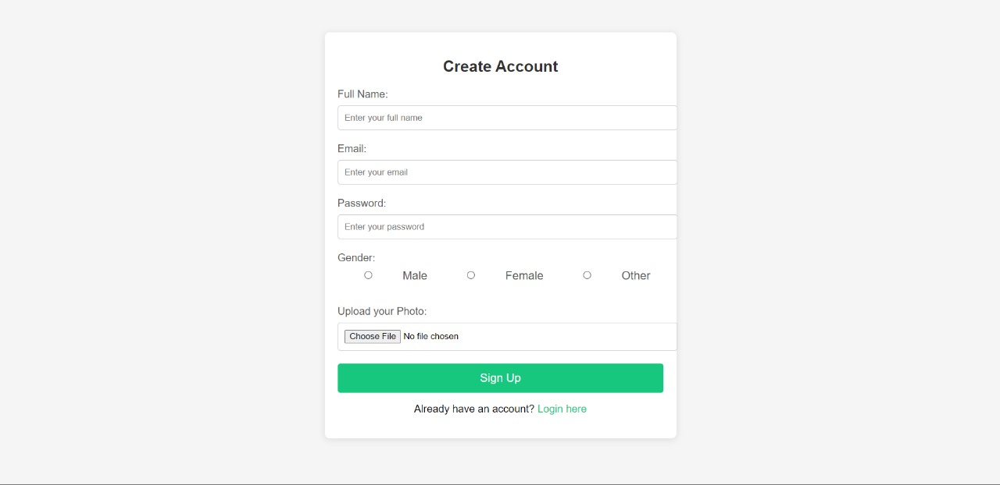 Create Account
Full Name:
Enter your full name
Email:
Enter your email
Password:
Enter your password
Gender:
Male Female Other
Upload your Photo:
Choose File No file chosen
Sign Up
Already have an account? Login here